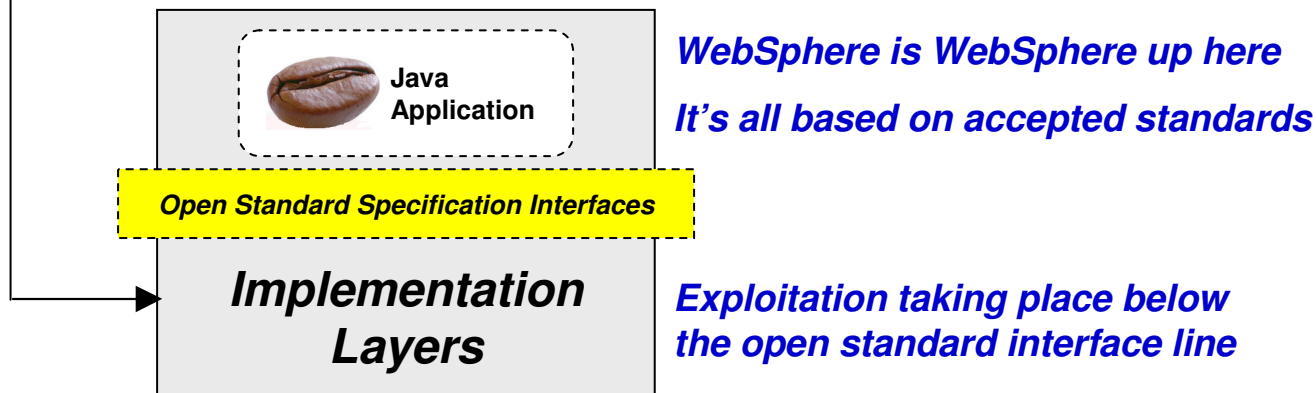 WebSphere is WebSphere up here
Java
Application
It's all based on accepted standards
Open Standard Specification Interfaces
Implementation
Layers
Exploitation taking place below
the open standard interface line